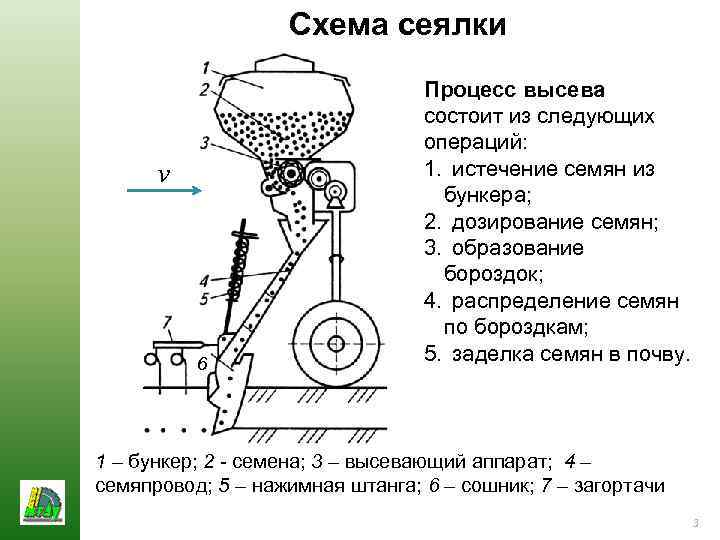 Схема сеялки
1
2
3
v
4
5
7
6
Процесс высева
состоит из следующих
операций:
1. истечение семян из
бункера;
2. дозирование семян;
3. образование
бороздок;
4. распределение семян
по бороздкам;
5. заделка семян в почву.
1 – бункер; 2 - семена; 3 – высевающий аппарат; 4 –
семяпровод; 5 – нажимная штанга; 6 – сошник; 7 – загортачи
3